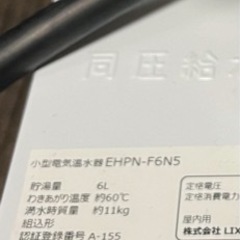 同圧給
小型電気温水器 EHPN-F6N5
貯湯量 6L
わきあがり温度 約60℃
満水時質量 約11kg
組込形
認証登録番号 A-155
定格電圧
定格消費電力
屋内用
株式会社 LIX